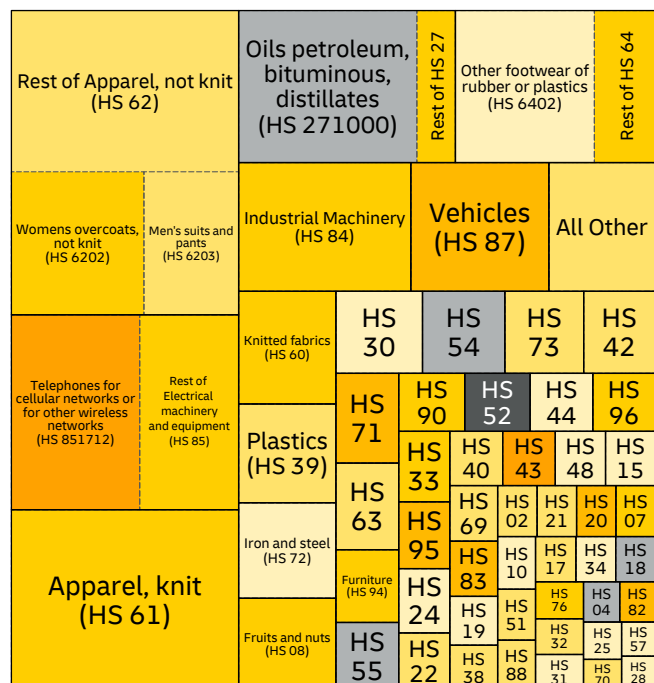 Rest of Apparel, not knit
(HS 62)
Womens overcoats,
not knit
(HS 6202)
Men's suits and
pants
(HS 6203)
Telephones for
cellular networks or
for other wireless
networks
(HS 851712)
Rest of
Electrical
machinery
and equipment
(HS 85)
Apparel, knit
(HS 61)
Oils petroleum,
bituminous,
distillates
(HS 271000)
Rest of HS 27
Other footwear of
rubber or plastics
(HS 6402)
Rest of HS 64
Industrial Machinery
(HS 84)
Vehicles
(HS 87)
All Other
Knitted fabrics
(HS 60)
Plastics
(HS 39)
Iron and steel
(HS 72)
Fruits and nuts
(HS 08)
HS
30
HS
54
HS
73
HS
42
HS
71
HS
63
Furniture
(HS 94)
HS
55
HS
90
HS
52
HS
44
HS
96
HS
33
HS
95
HS
24
HS
22
HS
40
HS
43
HS
48
HS
15
HS
69
HS
83
HS
19
HS
38
HS
02
HS
21
HS
20
HS
07
HS
10
HS
51
HS
88
HS
17
HS
34
HS
18
HS
76
HS
04
HS
82
HS
32
HS
25
HS
57
HS
31
HS
70
HS
28